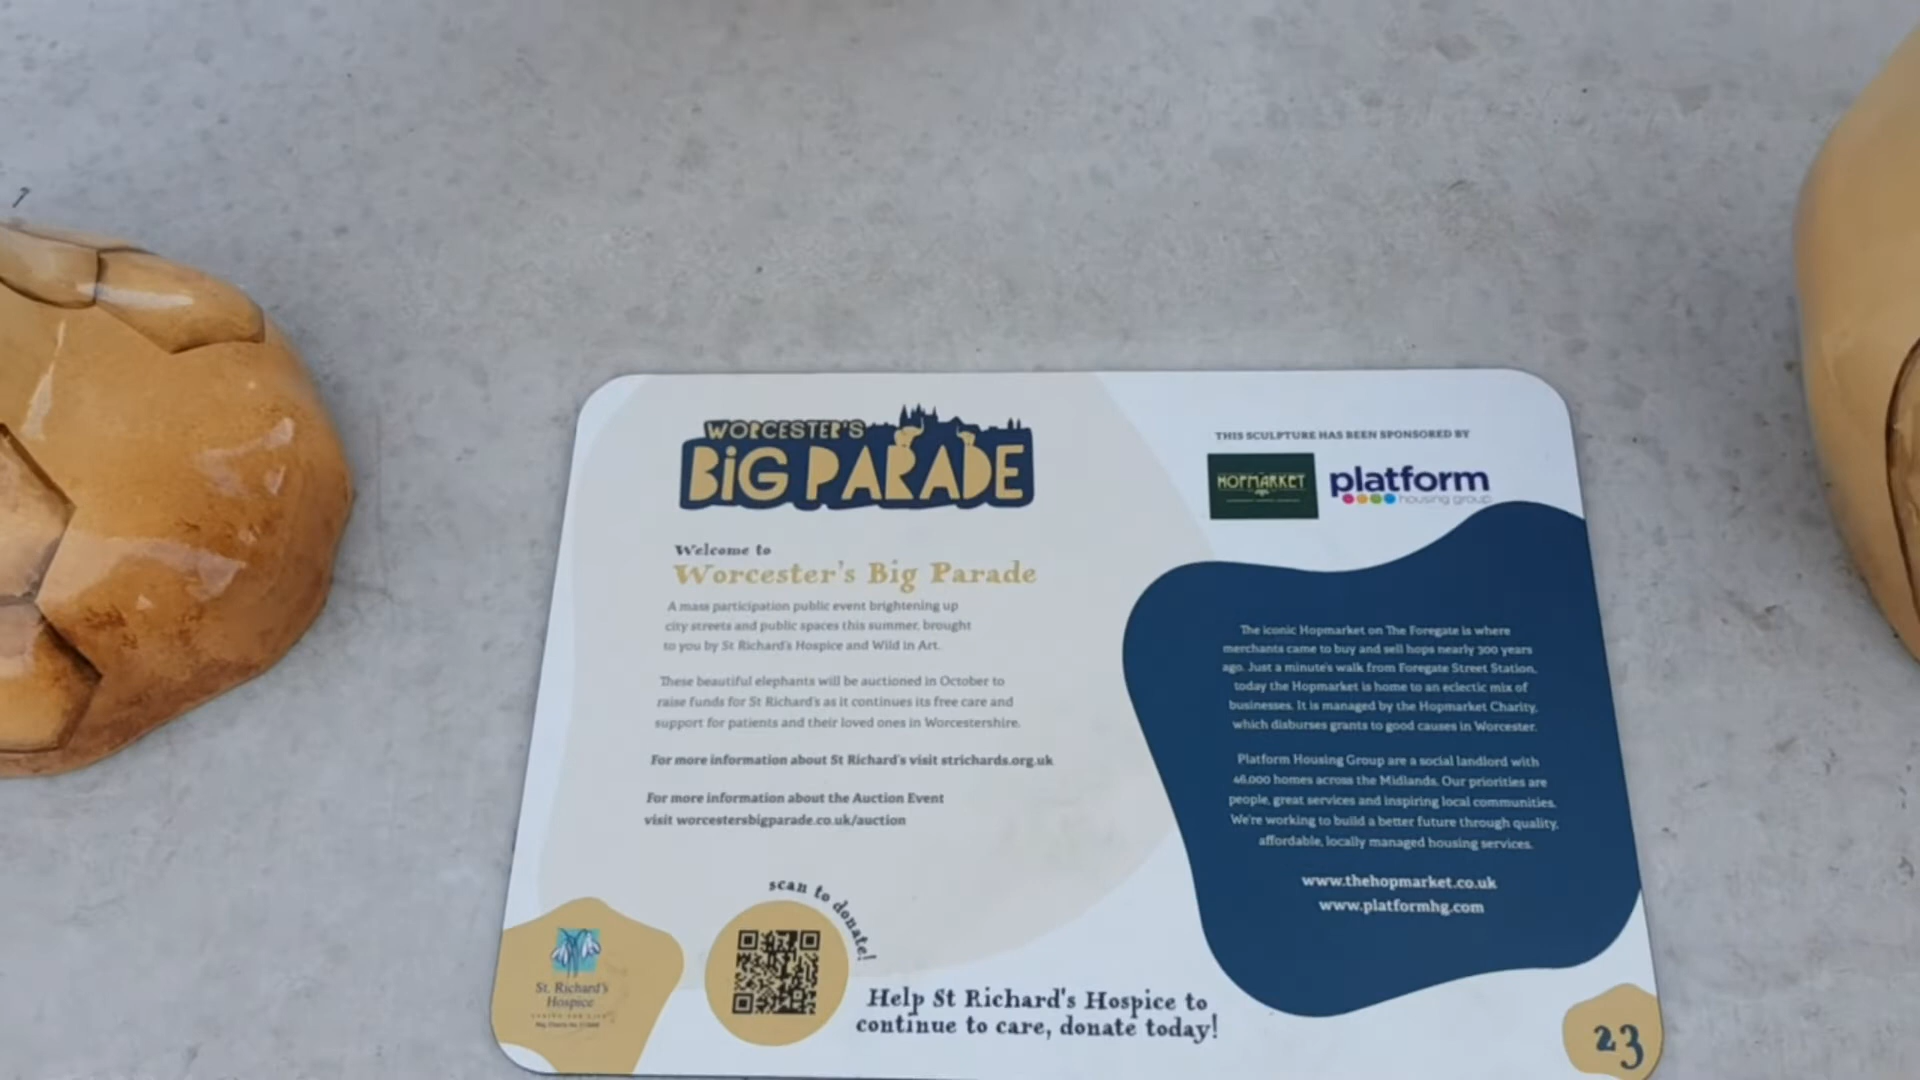 WORCESTER'S
BiG PARADE
Welcome to
Worcester's Big Parade
A mass participation public event brightening up
city streets and public spaces this summer, brought
to you by St Richard's Hospice and Wild in Art.
These beautiful elephants will be auctioned in October to
raise funds for St Richard's as it continues its free care and
support for patients and their loved ones in Worcestershire.
For more information about St Richard's visit strichards.org.uk
For more information about the Auction Event
visit worcestersbigparade.co.uk/auction
scan to donate!
St. Richard's
Hospice
Help St Richard's Hospice to
continue to care, donate today!
THIS SCULPTURE HAS BEEN SPONSORED BY
HOPMARKET
platform
housing group
The iconic Hopmarket on The Foregate is where
merchants came to buy and sell hops nearly 300 years
ago. Just a minute's walk from Foregate Street Station,
today the Hopmarket is home to an eclectic mix of
businesses. It is managed by the Hopmarket Charity,
which disburses grants to good causes in Worcester.
Platform Housing Group are a social landlord with
46,000 homes across the Midlands. Our priorities are
people, great services and inspiring local communities.
We're working to build a better future through quality,
affordable, locally managed housing services.
www.thehopmarket.co.uk
www.platformhg.com
23